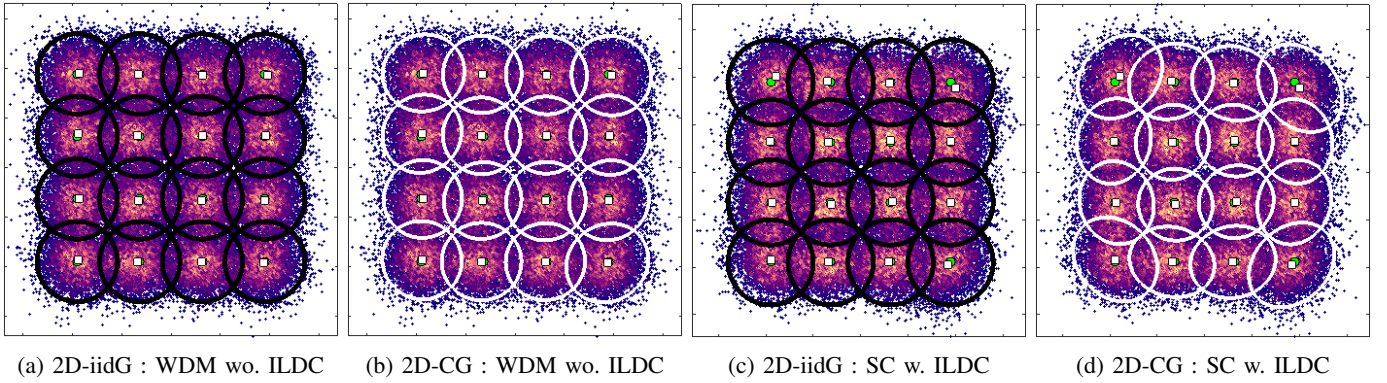 (a) 2D-iidG : WDM wo. ILDC
(b) 2D-CG : WDM wo. ILDC
(c) 2D-iidG : SC w. ILDC
(d) 2D-CG : SC w. ILDC